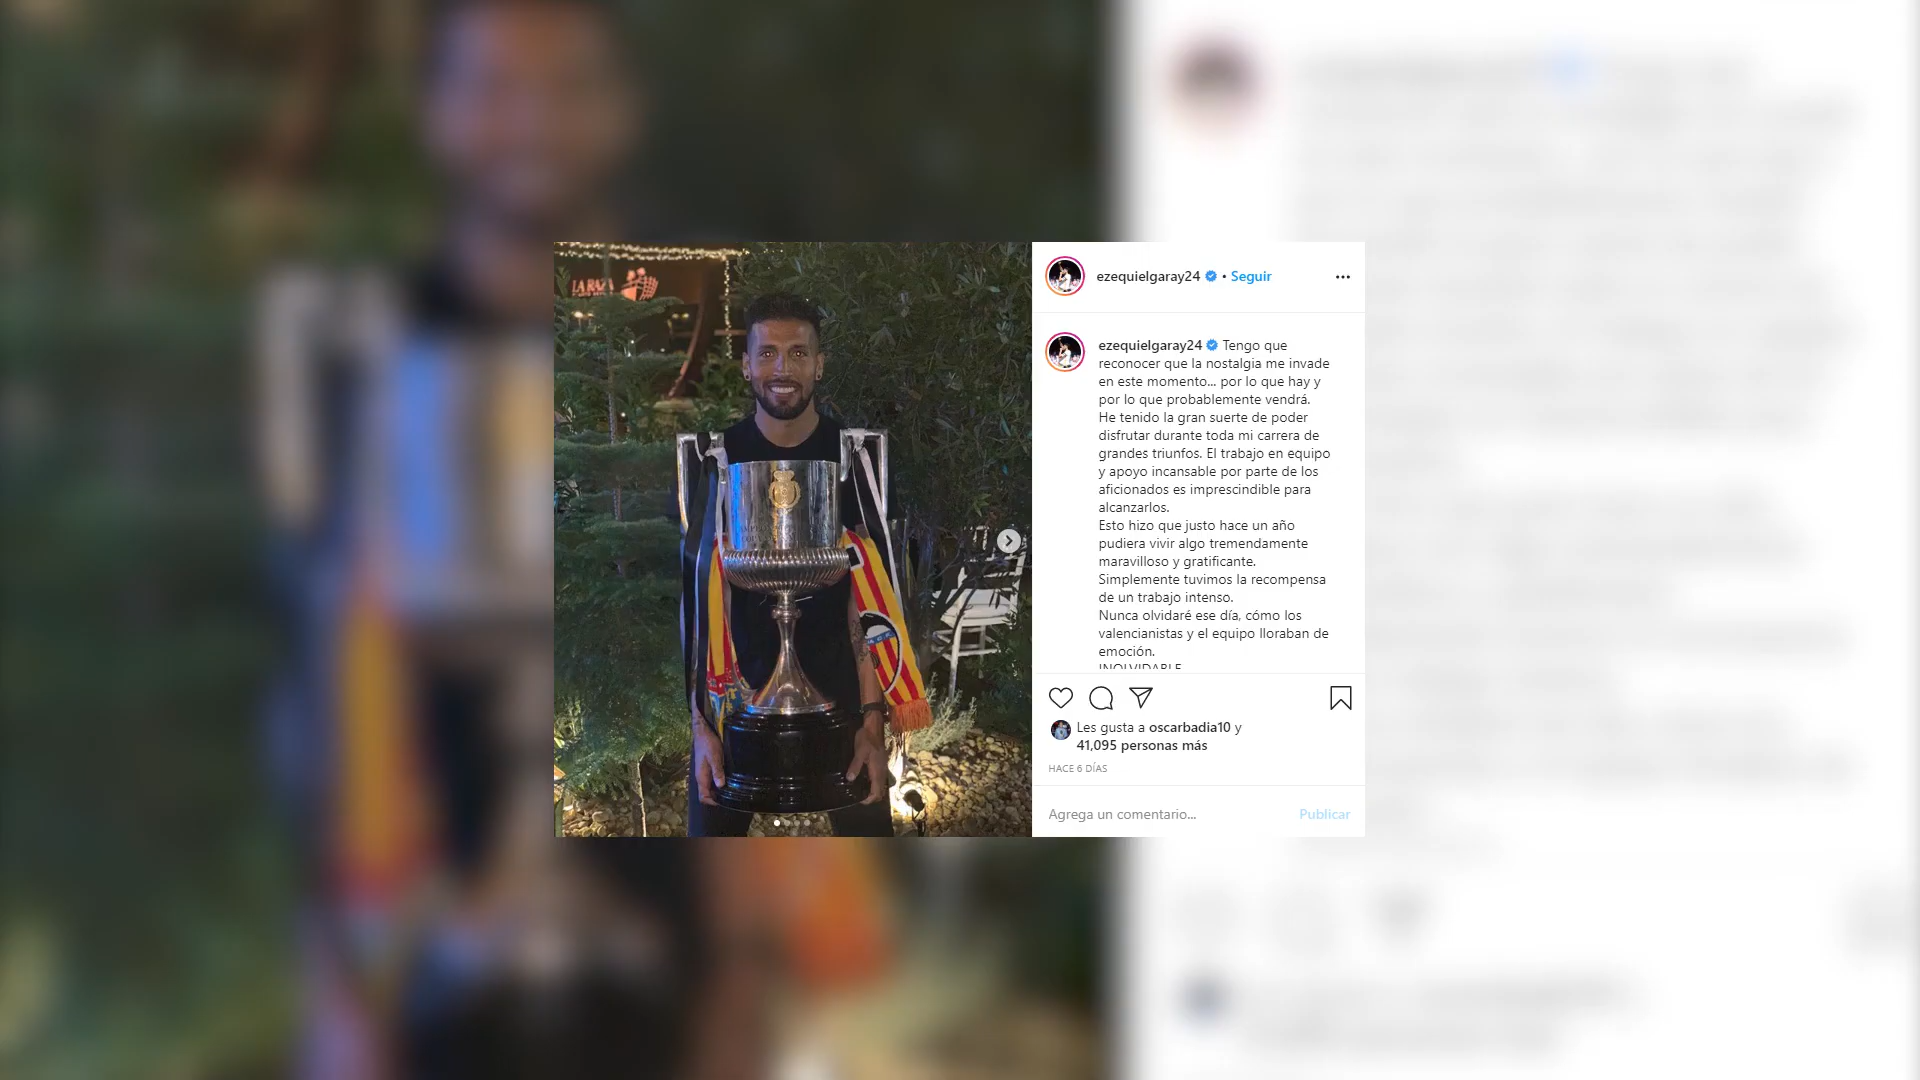 LA RAZA
ezequielgaray24 • Seguir
ezequielgaray24 Tengo que
reconocer que la nostalgia me invade
en este momento... por lo que hay y
por lo que probablemente vendrá.
He tenido la gran suerte de poder
disfrutar durante toda mi carrera de
grandes triunfos. El trabajo en equipo
y apoyo incansable por parte de los
aficionados es imprescindible para
alcanzarlos.
Esto hizo que justo hace un año
pudiera vivir algo tremendamente
maravilloso y gratificante.
Simplemente tuvimos la recompensa
de un trabajo intenso.
Nunca olvidaré ese día, cómo los
valencianistas y el equipo lloraban de
emoción.
INOLVIDABLE
Les gusta a oscarbadia10 y
41,095 personas más
HACE 6 DÍAS
Agrega un comentario...
Publicar